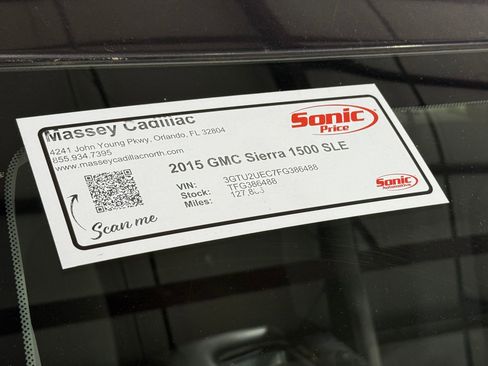 Massey Cadillac
4241 John Young Pkwy, Orlando, FL 32804
855.934.7395
www.masseycadillacnorth.com
Sonic
Price
2015 GMC Sierra 1500 SLE
VIN: 3GTU2UEC7FG386488
Stock: TFG386488
Miles:
Scan me
Sonic
Automotive